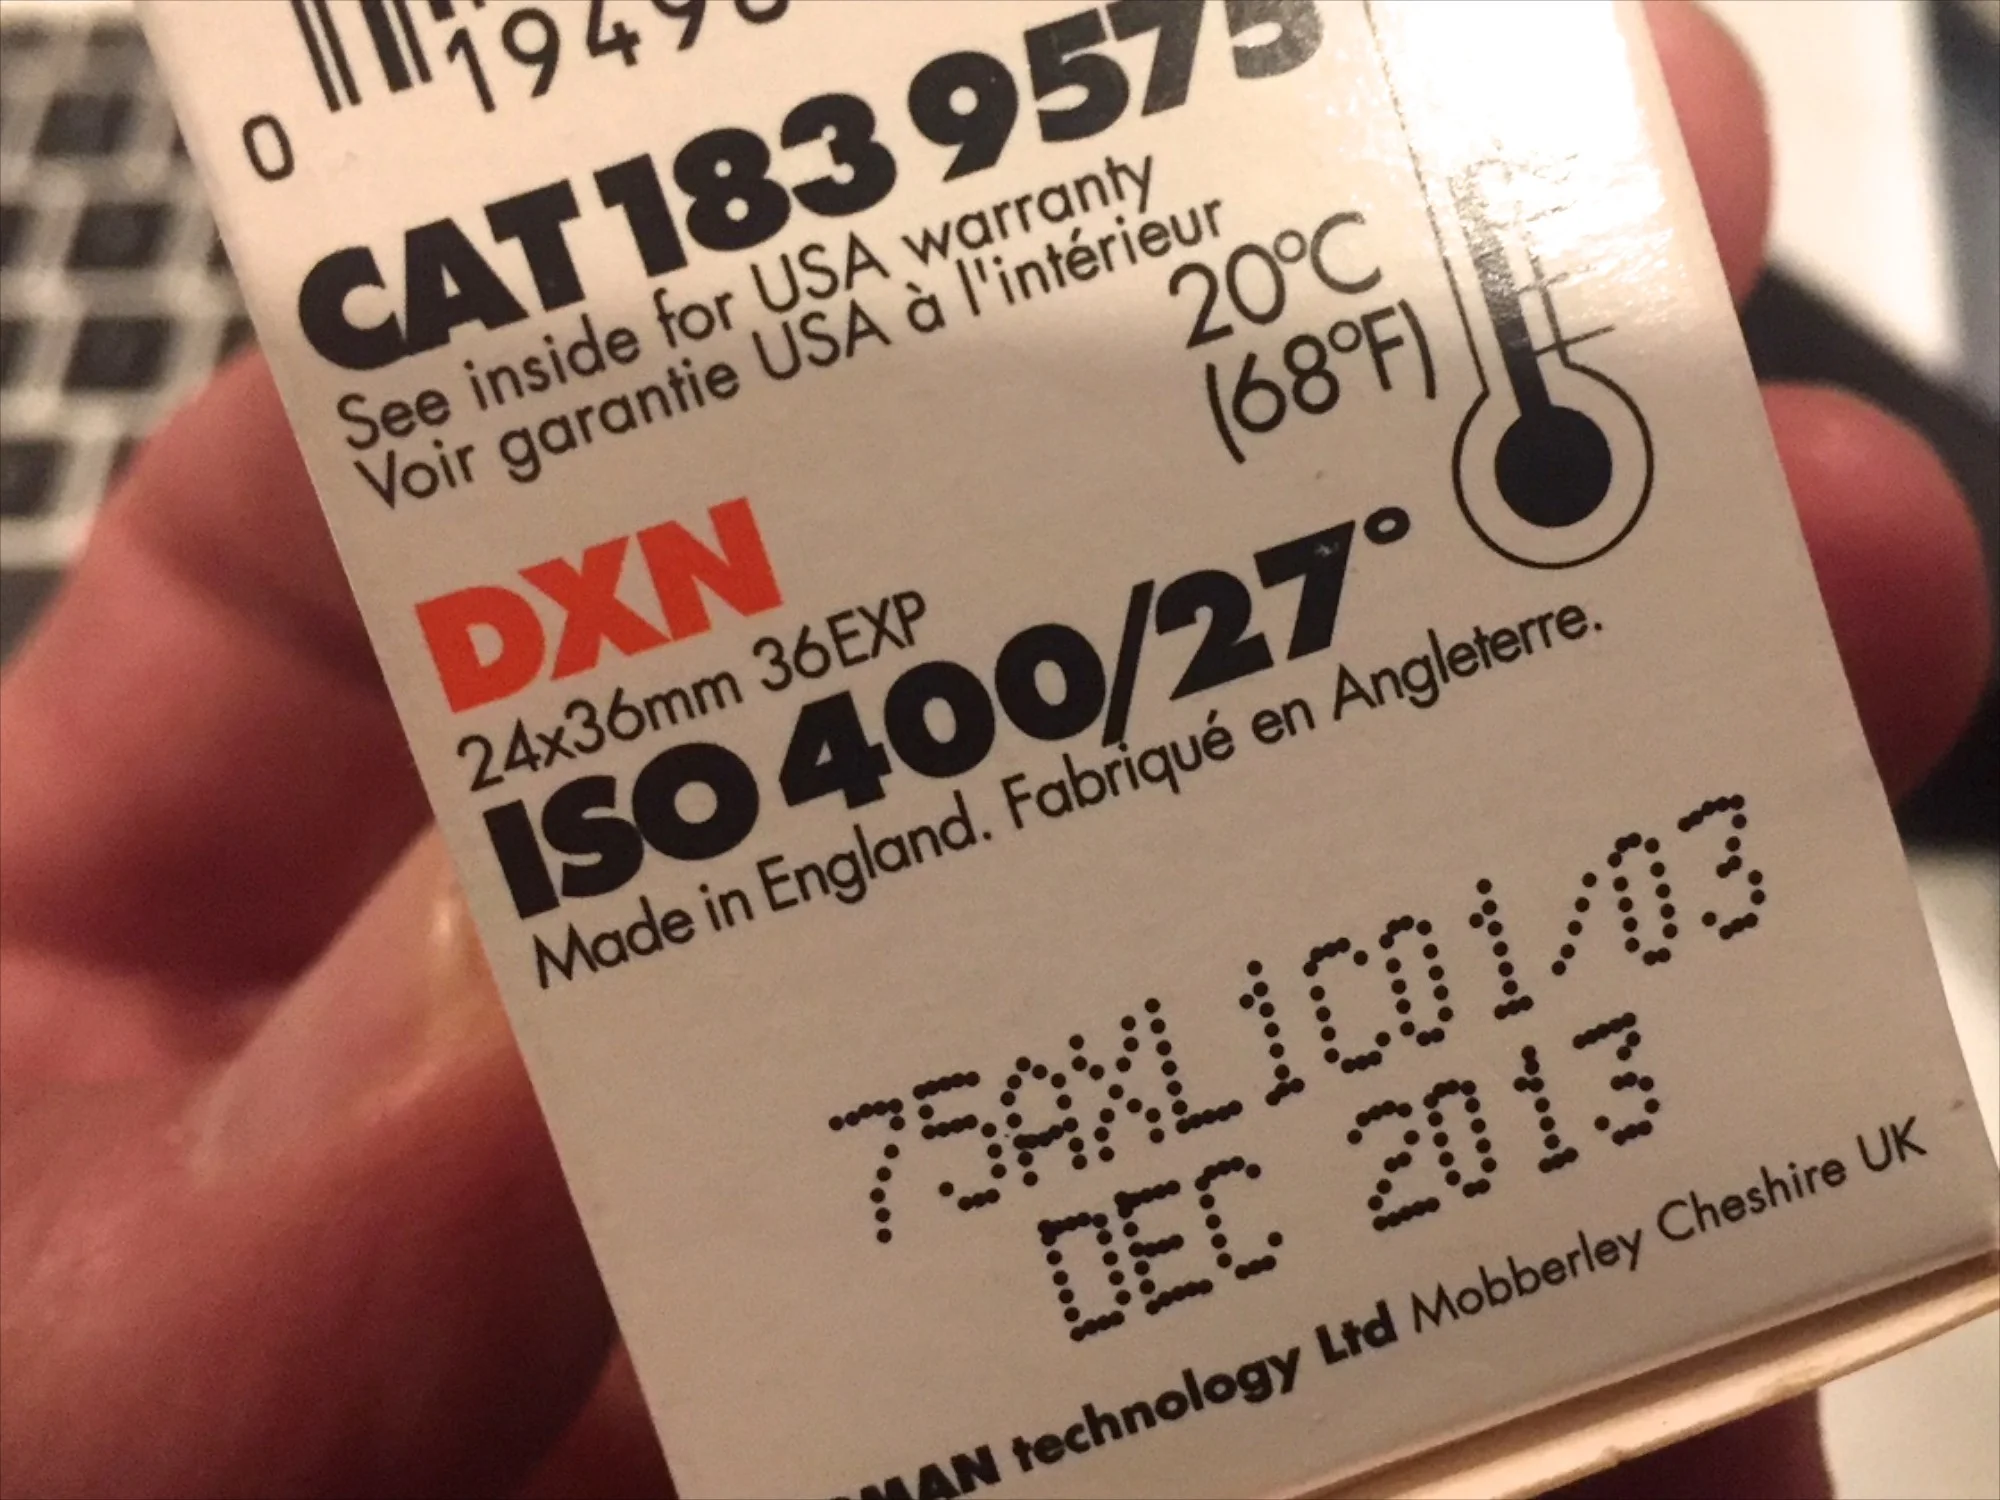 0 19498
CAT 183 9575
See inside for USA warranty
Voir garantie USA à l'intérieur
20°C
(68°F)
DXN
24x36mm 36EXP
ISO 400/27°
Made in England. Fabriqué en Angleterre.
75AXL1C01/03
DEC 2013
MAN technology Ltd Mobberley Cheshire UK